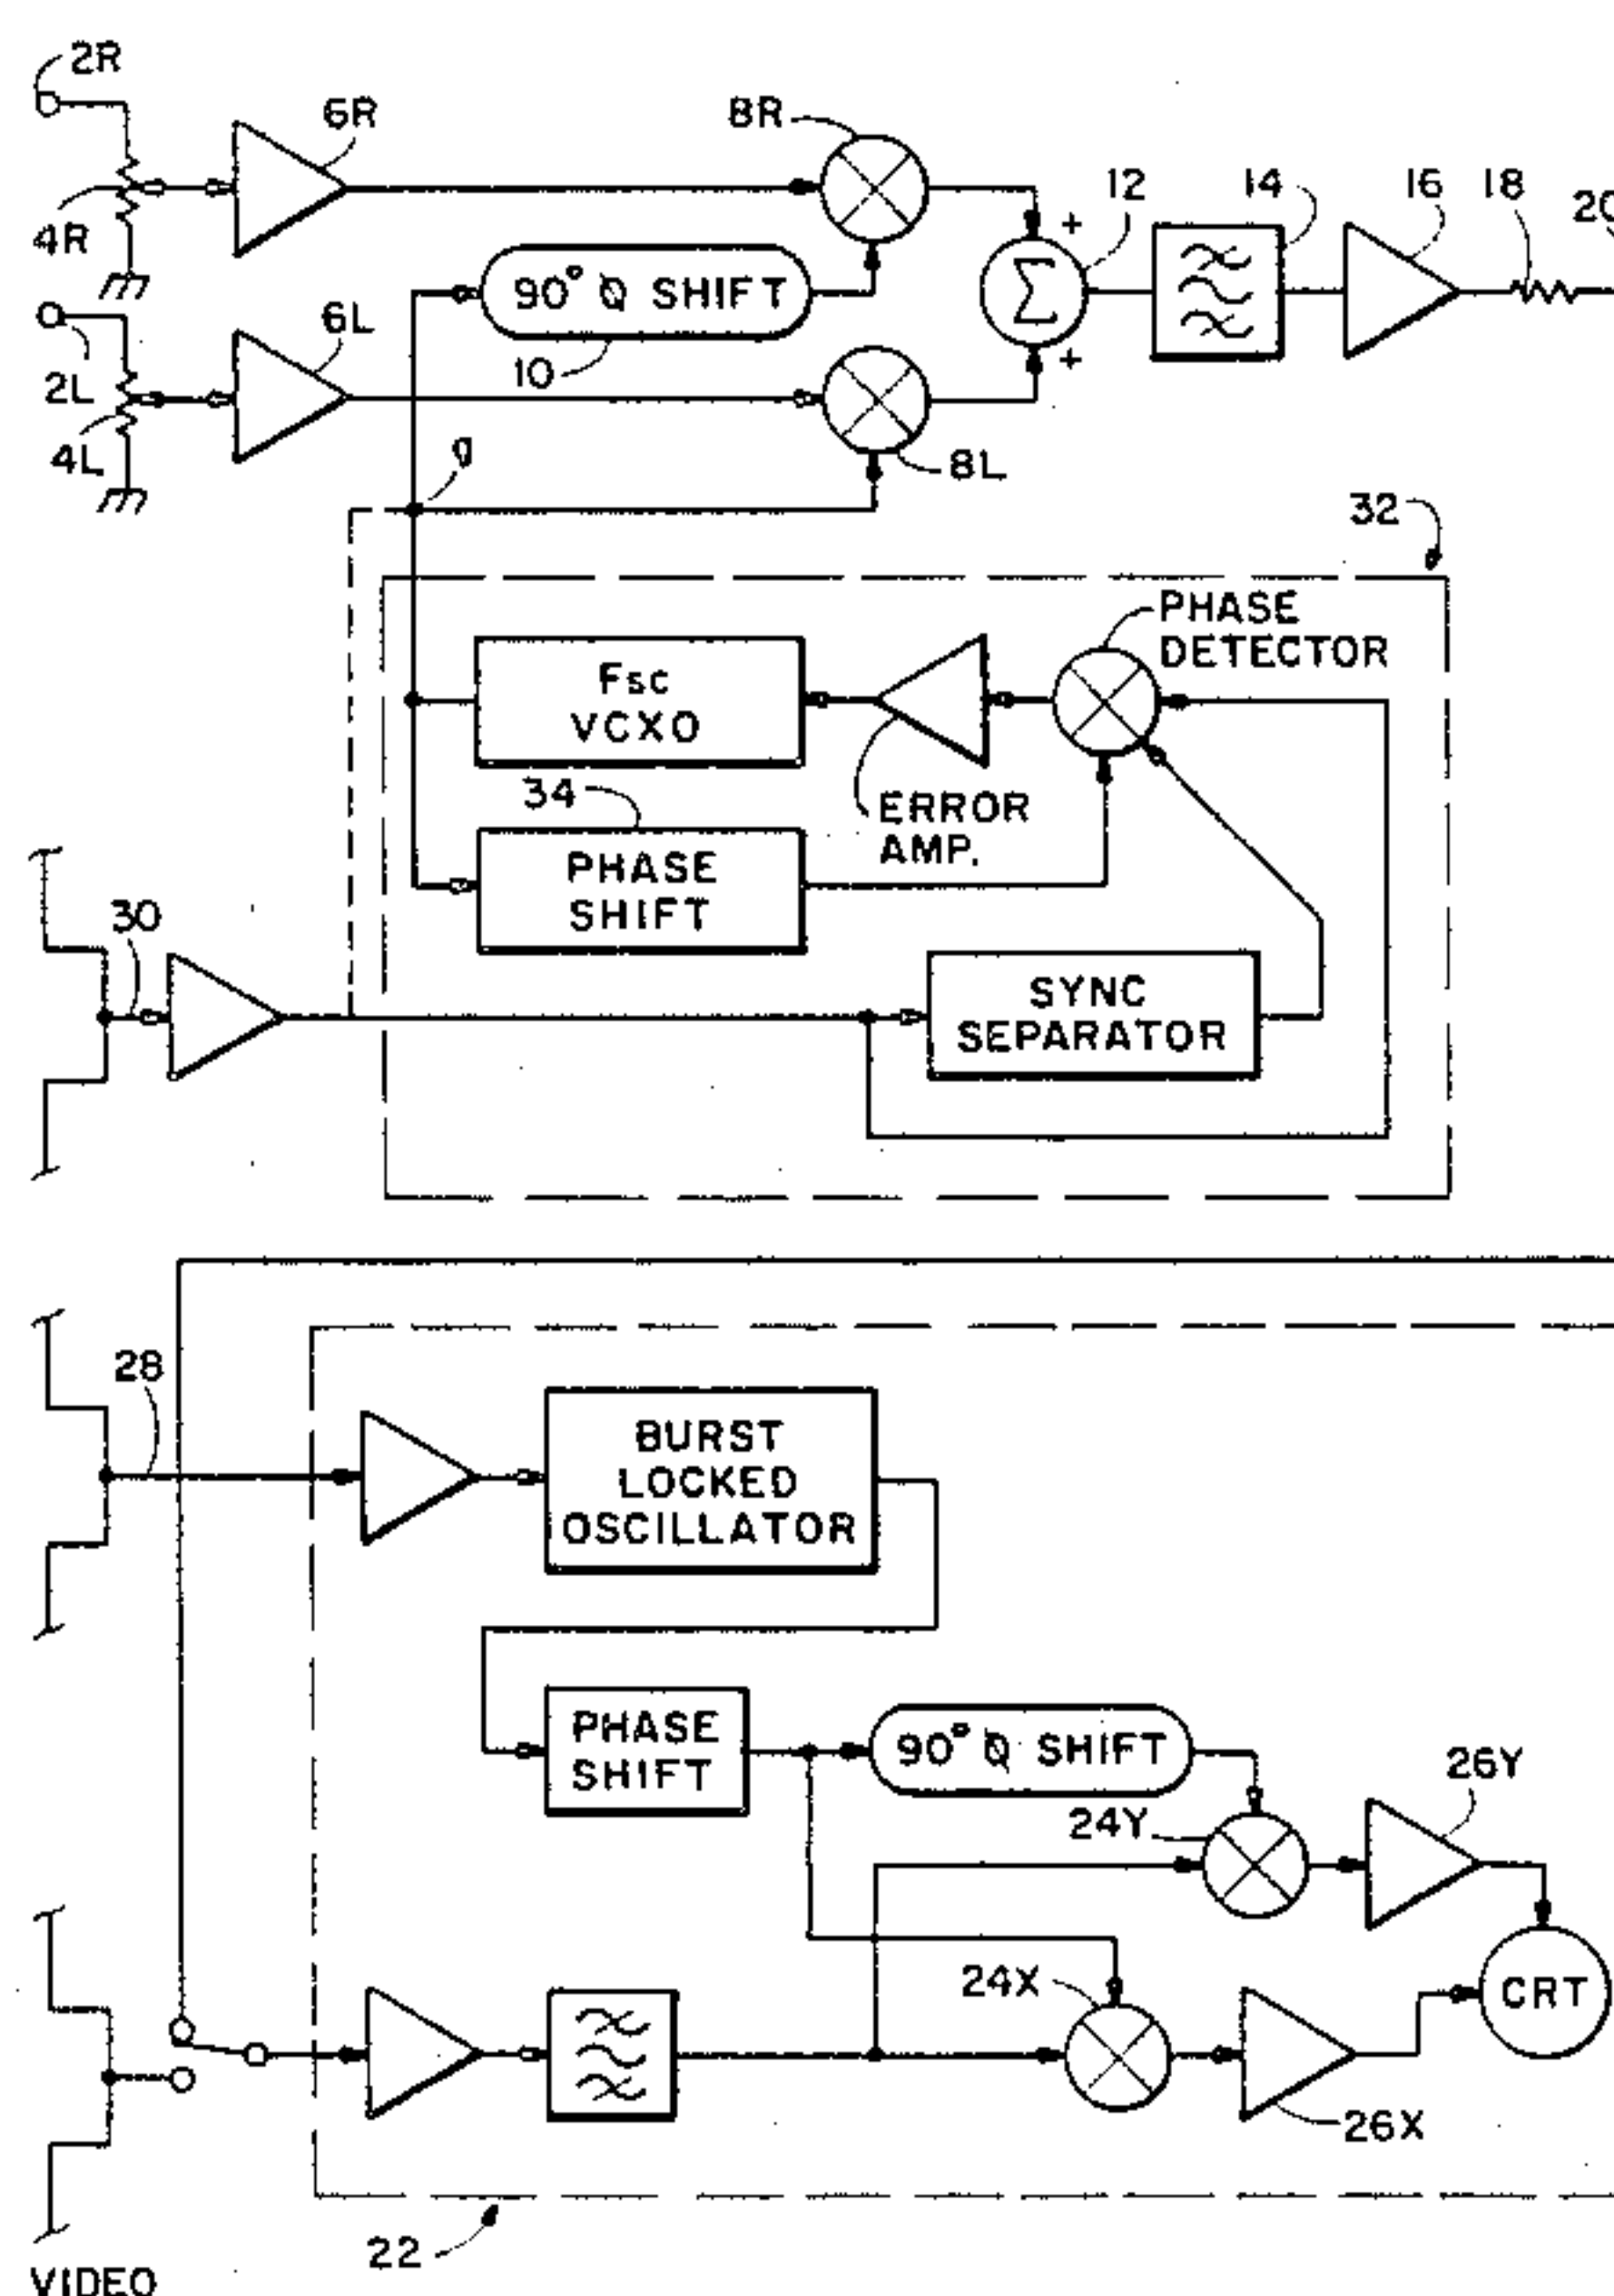 2R
6R
8R
12
14
16
18
20
4R
+
Σ
90° Ø SHIFT
2L
6L
10
+
4L
9
8L
32
PHASE
DETECTOR
Fsc
VCXO
34
ERROR
AMP.
PHASE
SHIFT
30
SYNC
SEPARATOR
28
BURST
LOCKED
OSCILLATOR
PHASE
SHIFT
90° Ø SHIFT
26Y
24Y
24X
CRT
26X
22
VIDEO